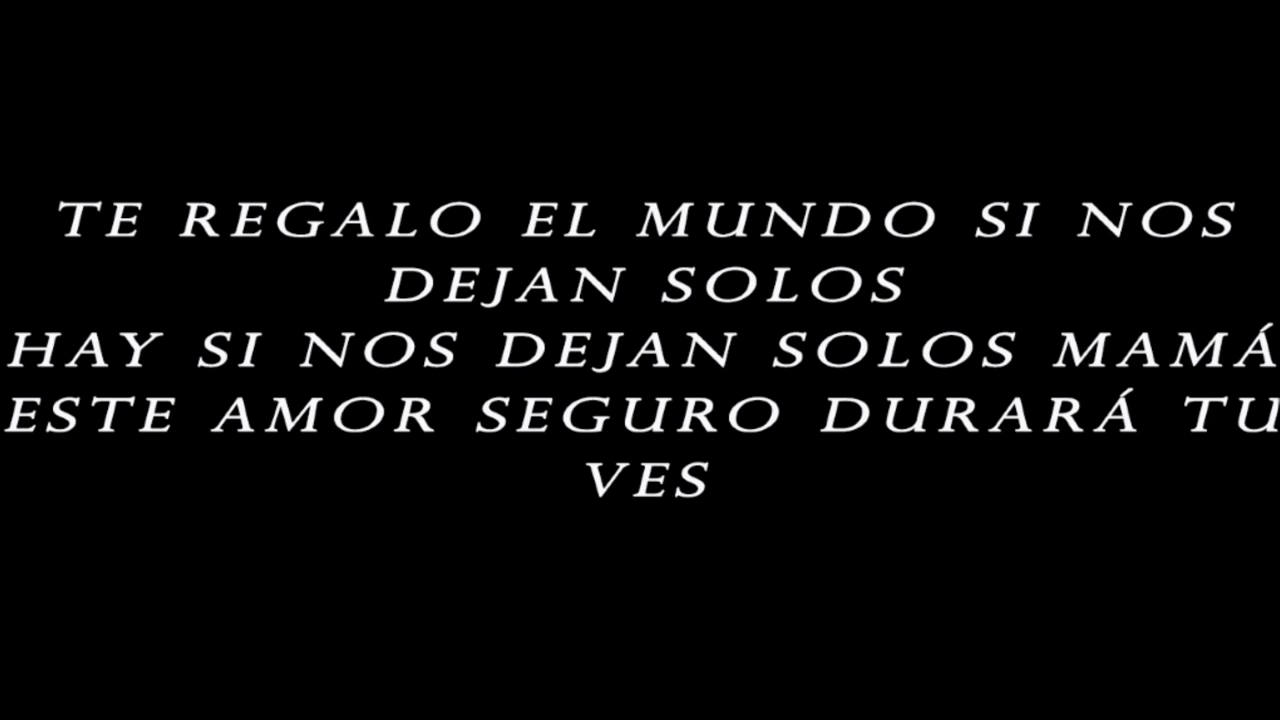 TE REGALO EL MUNDO SI NOS
DEJAN SOLOS
HAY SI NOS DEJAN SOLOS MAMÁ
ESTE AMOR SEGURO DURARÁ TU
VES